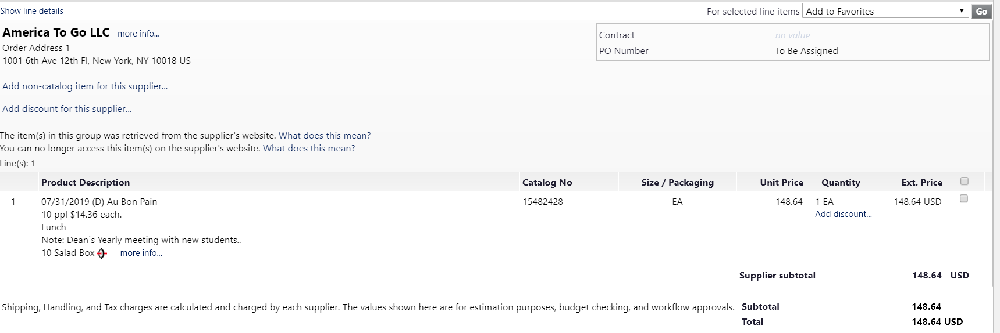 Show line details
For selected line items Add to Favorites ▼ Go
America To Go LLC more info...
Order Address 1
1001 6th Ave 12th Fl, New York, NY 10018 US
Contract no value
PO Number To Be Assigned
Add non-catalog item for this supplier...
Add discount for this supplier...
The item(s) in this group was retrieved from the supplier's website. What does this mean?
You can no longer access this item(s) on the supplier's website. What does this mean?
Line(s): 1
Product Description Catalog No Size / Packaging Unit Price Quantity Ext. Price
1 07/31/2019 (D) Au Bon Pain 15482428 EA 148.64 1 EA 148.64 USD
10 ppl $14.36 each. Add discount...
Lunch
Note: Dean`s Yearly meeting with new students..
10 Salad Box more info...
Supplier subtotal 148.64 USD
Shipping, Handling, and Tax charges are calculated and charged by each supplier. The values shown here are for estimation purposes, budget checking, and workflow approvals. Subtotal 148.64
Total 148.64 USD